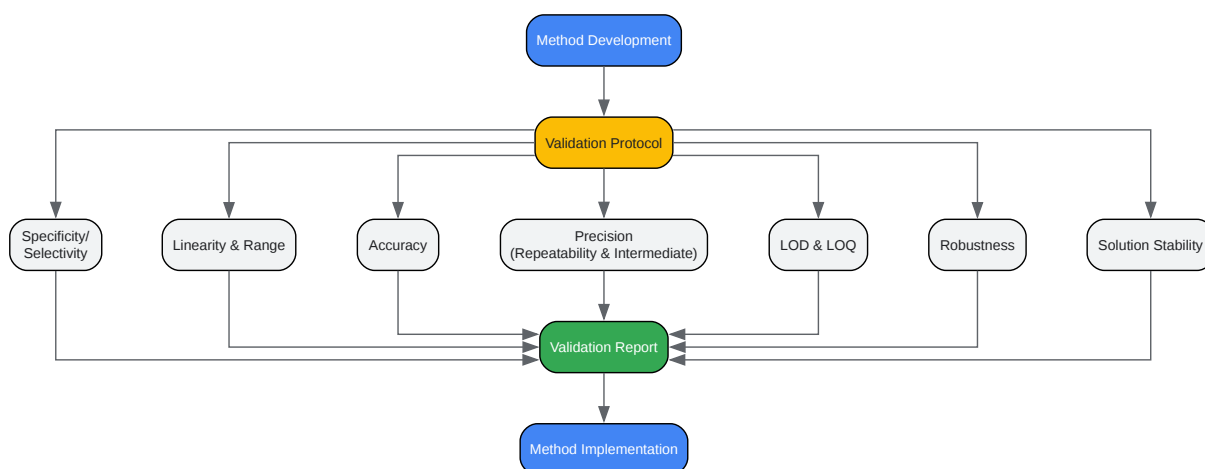 Method Development
Validation Protocol
Specificity/
Selectivity
Linearity & Range
Accuracy
Precision
(Repeatability & Intermediate)
LOD & LOQ
Robustness
Solution Stability
Validation Report
Method Implementation